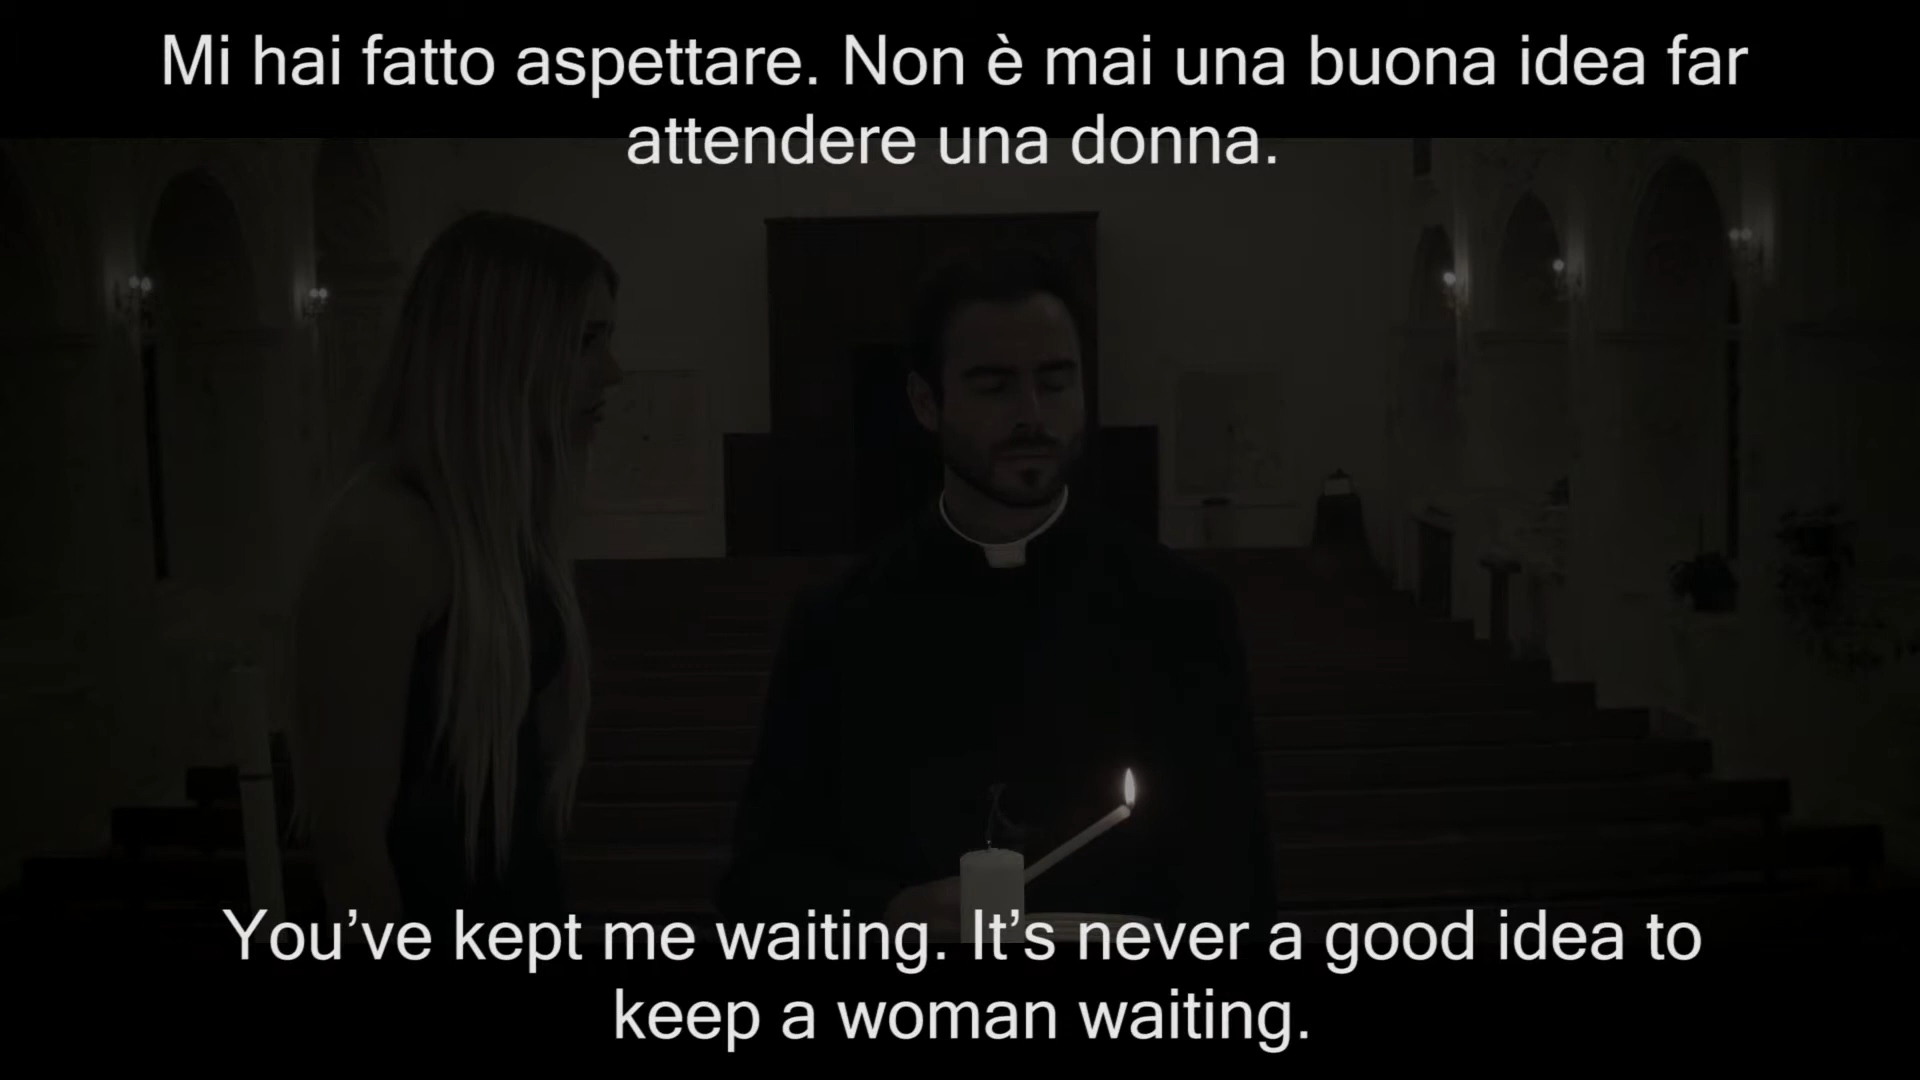 Mi hai fatto aspettare. Non è mai una buona idea far
attendere una donna.
You’ve kept me waiting. It’s never a good idea to
keep a woman waiting.